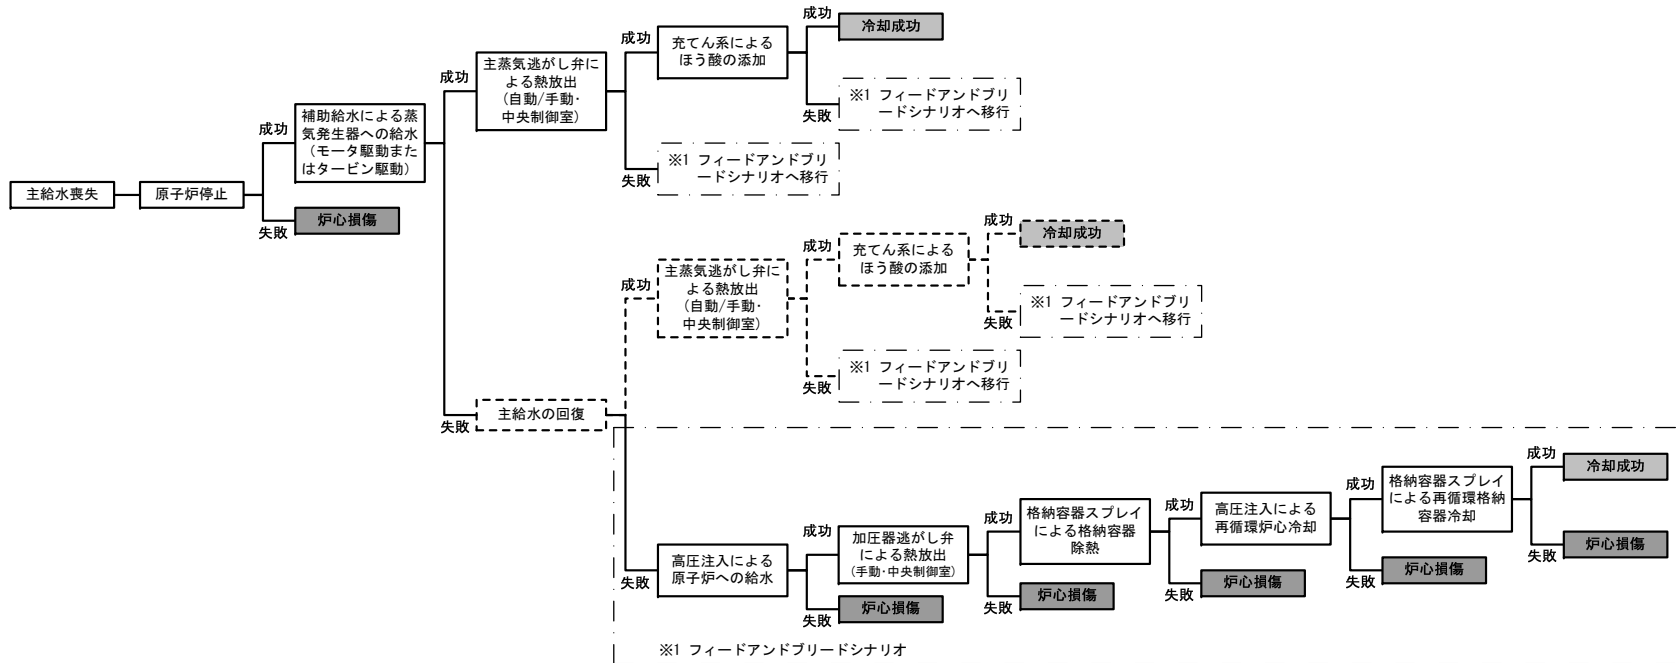 主給水喪失
原子炉停止
成功
失敗
補助給水による蒸
気発生器への給水
（モータ駆動また
はタービン駆動）
炉心損傷
成功
失敗
主蒸気逃がし弁に
よる熱放出
（自動/手動・
中央制御室）
成功
失敗
充てん系による
ほう酸の添加
成功
失敗
冷却成功
※1 フィードアンドブリ
ードシナリオへ移行
※1 フィードアンドブリ
ードシナリオへ移行
主給水の回復
成功
失敗
主蒸気逃がし弁に
よる熱放出
（自動/手動・
中央制御室）
成功
失敗
充てん系による
ほう酸の添加
成功
失敗
冷却成功
※1 フィードアンドブリ
ードシナリオへ移行
※1 フィードアンドブリ
ードシナリオへ移行
高圧注入による
原子炉への給水
成功
失敗
加圧器逃がし弁
による熱放出
（手動・中央制御室）
炉心損傷
成功
失敗
格納容器スプレイ
による格納容器
除熱
炉心損傷
成功
失敗
高圧注入による
再循環炉心冷却
炉心損傷
成功
失敗
格納容器スプレイ
による再循環格納
容器冷却
炉心損傷
成功
失敗
冷却成功
炉心損傷
※1 フィードアンドブリードシナリオ